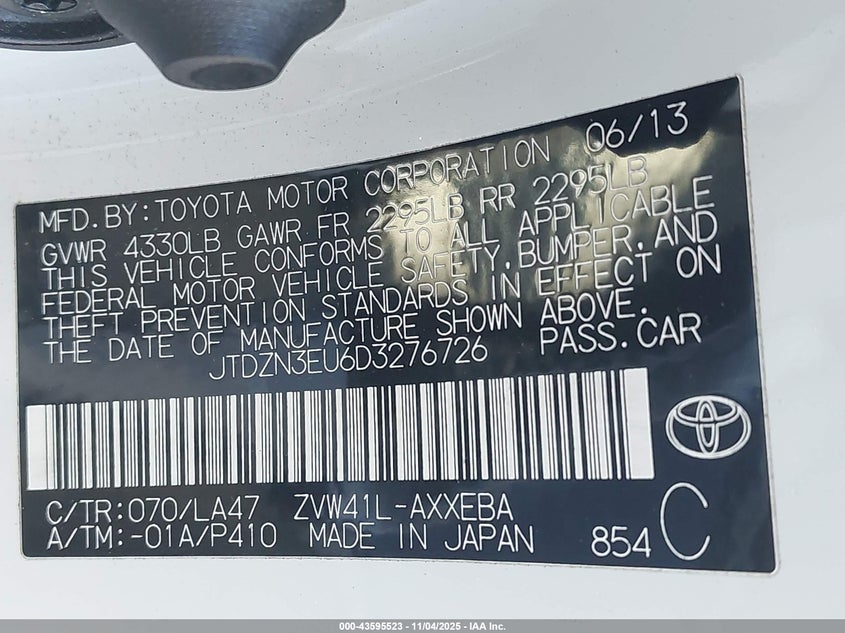 06/13
MFD.BY:TOYOTA MOTOR CORPORATION
GVWR 4330LB GAWR FR 2295LB RR 2295LB
THIS VEHICLE CONFORMS TO ALL APPLICABLE
FEDERAL MOTOR VEHICLE SAFETY,BUMPER,AND
THEFT PREVENTION STANDARDS IN EFFECT ON
THE DATE OF MANUFACTURE SHOWN ABOVE.
JTDZN3EU6D3276726 PASS.CAR
C/TR:070/LA47 ZVW41L-AXXEBA
A/TM:-01A/P410 MADE IN JAPAN 854 C
000-43595523 — 11/04/2025 — IAA Inc.